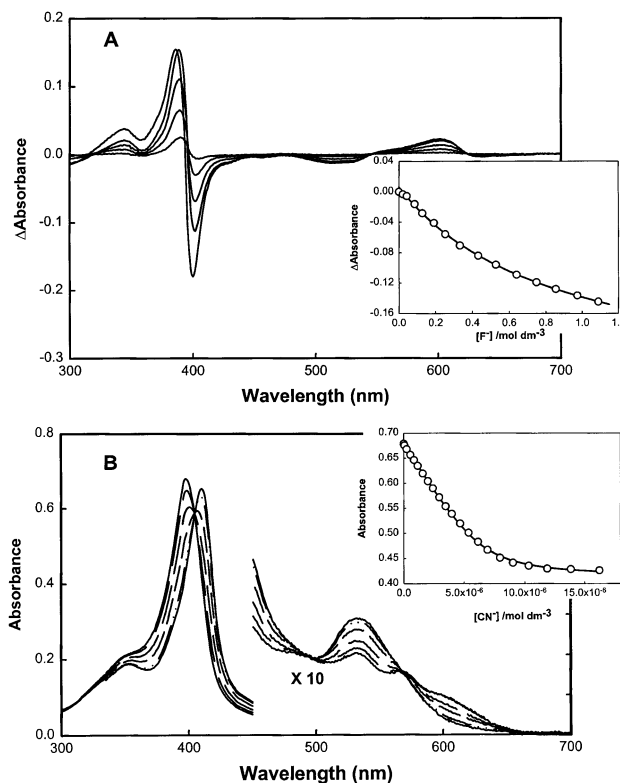 A
0.2
0.1
0.0
-0.1
-0.2
-0.3
ΔAbsorbance
300 400 500 600 700
Wavelength (nm)
0.04
0.00
-0.04
-0.08
-0.12
-0.16
ΔAbsorbance
0.0 0.2 0.4 0.6 0.8 1.0 1.2
[F-] /mol dm-3
B
0.8
0.6
0.4
0.2
0.0
Absorbance
X 10
300 400 500 600 700
Wavelength (nm)
0.70
0.65
0.60
0.55
0.50
0.45
0.40
Absorbance
0.0 5.0x10-6 10.0x10-6 15.0x10-6
[CN-] /mol dm-3